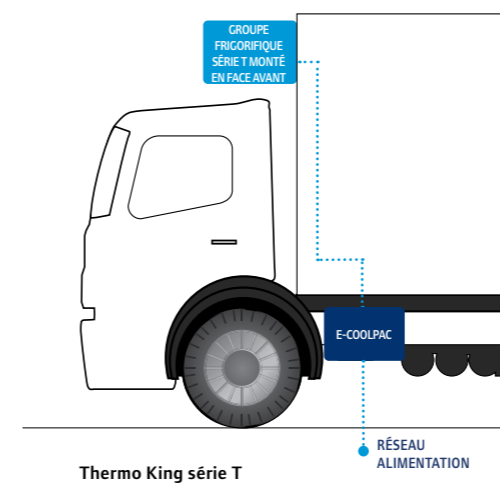 GROUPE
FRIGORIFIQUE
SÉRIE T MONTÉ
EN FACE AVANT
E-COOLPAC
RÉSEAU
ALIMENTATION
Thermo King série T